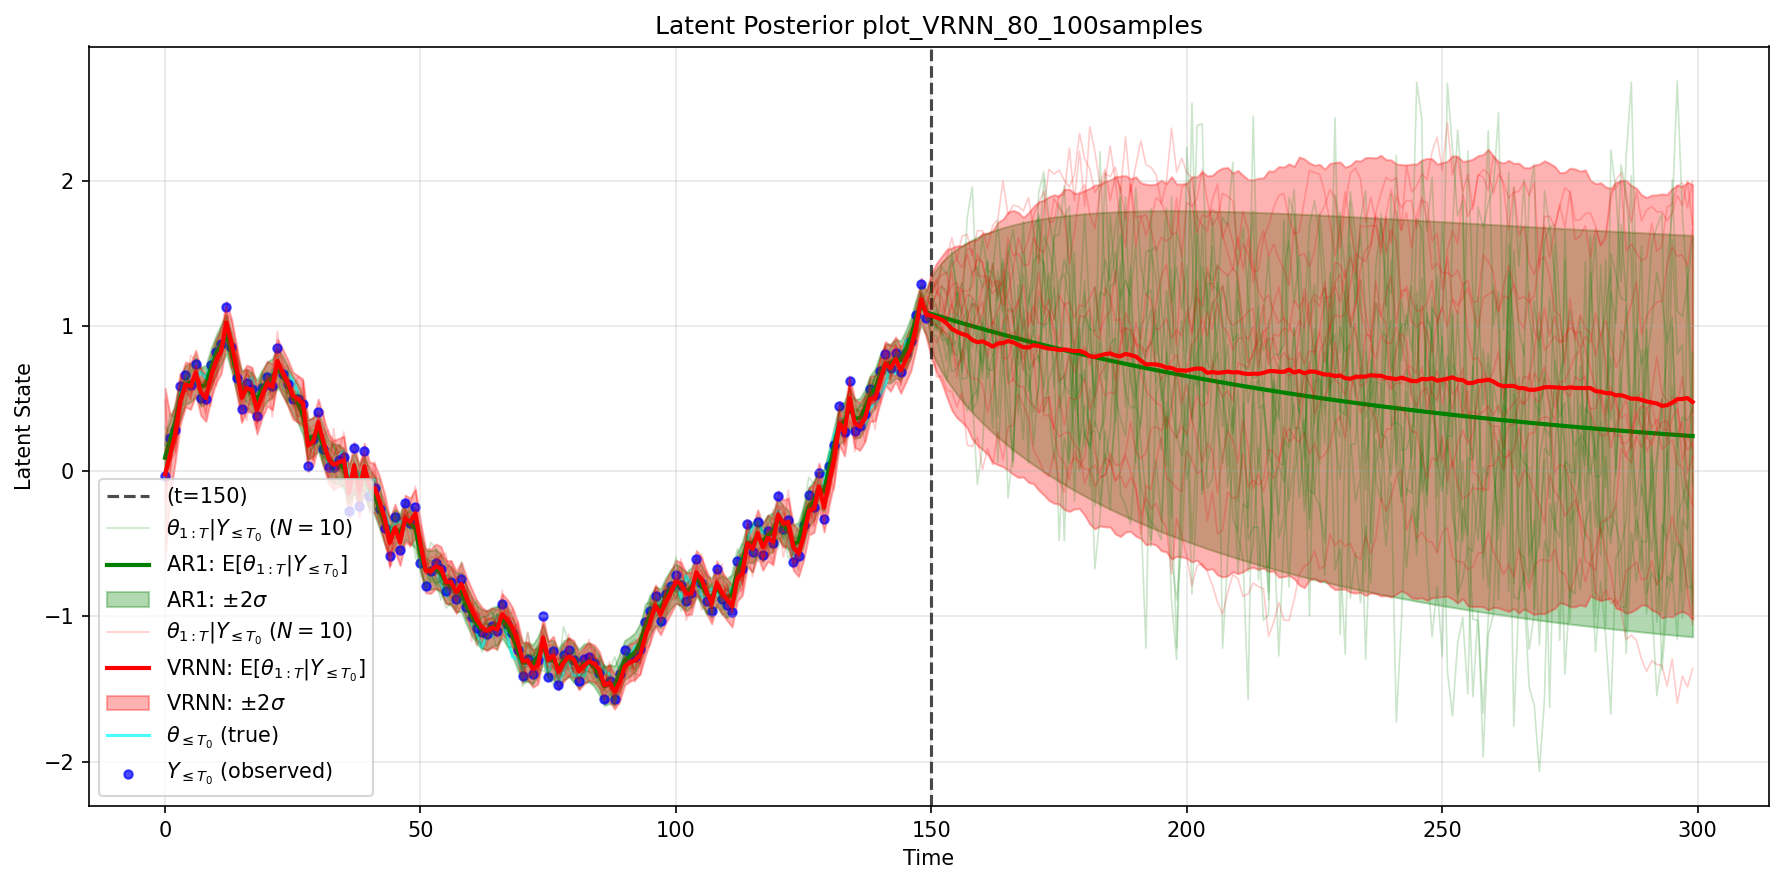 Latent Posterior plot_VRNN_80_100samples
Latent State
2
1
0
−1
−2
(t=150)
θ₁:T|Y≤T₀ (N = 10)
AR1: E[θ₁:T|Y≤T₀]
AR1: ±2σ
θ₁:T|Y≤T₀ (N = 10)
VRNN: E[θ₁:T|Y≤T₀]
VRNN: ±2σ
θ≤T₀ (true)
Y≤T₀ (observed)
0 50 100 150 200 250 300
Time